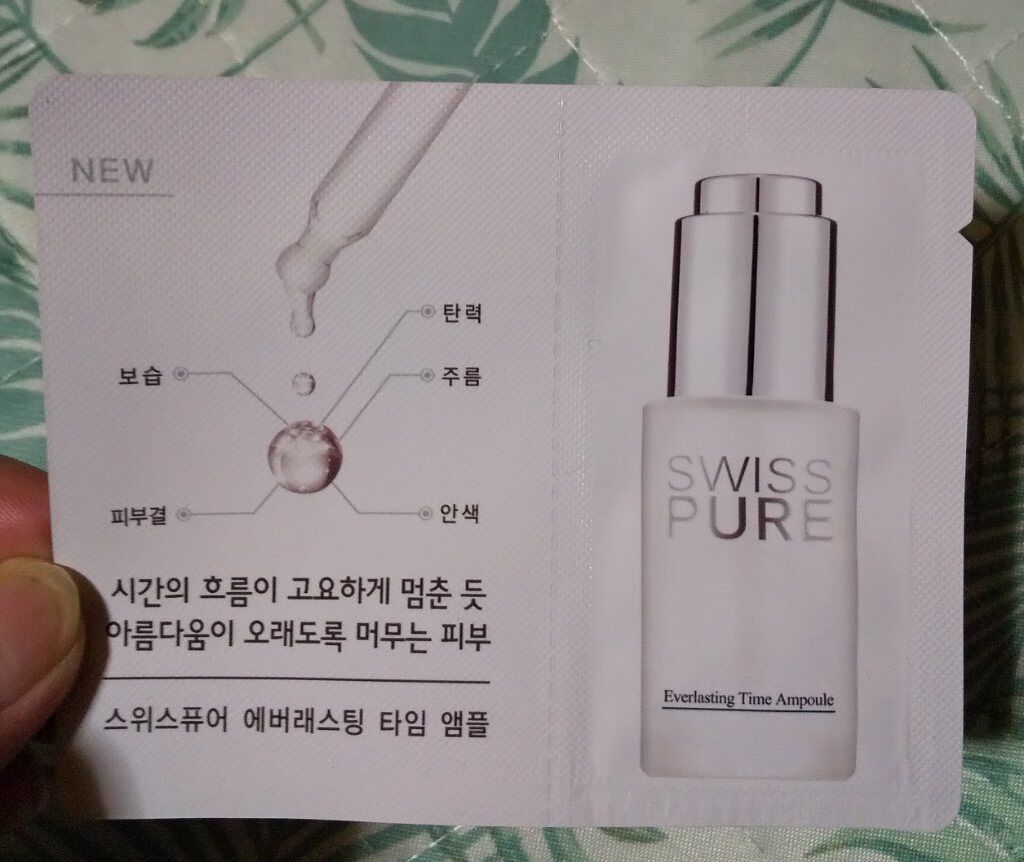 NEW
탄력
보습
주름
피부결
안색
시간의 흐름이 고요하게 멈춘 듯
아름다움이 오래도록 머무는 피부
스위스퓨어 에버래스팅 타임 앰플
SWISS
PURE
Everlasting Time Ampoule